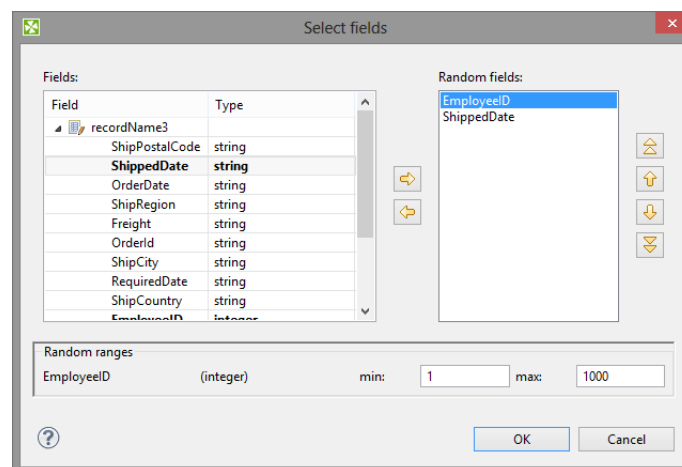 Select fields
Fields:
Random fields:
Field Type
recordName3
ShipPostalCode string
ShippedDate string
OrderDate string
ShipRegion string
Freight string
OrderId string
ShipCity string
RequiredDate string
ShipCountry string
EmployeeID integer
EmployeeID
ShippedDate
Random ranges
EmployeeID (integer) min: 1 max: 1000
OK Cancel